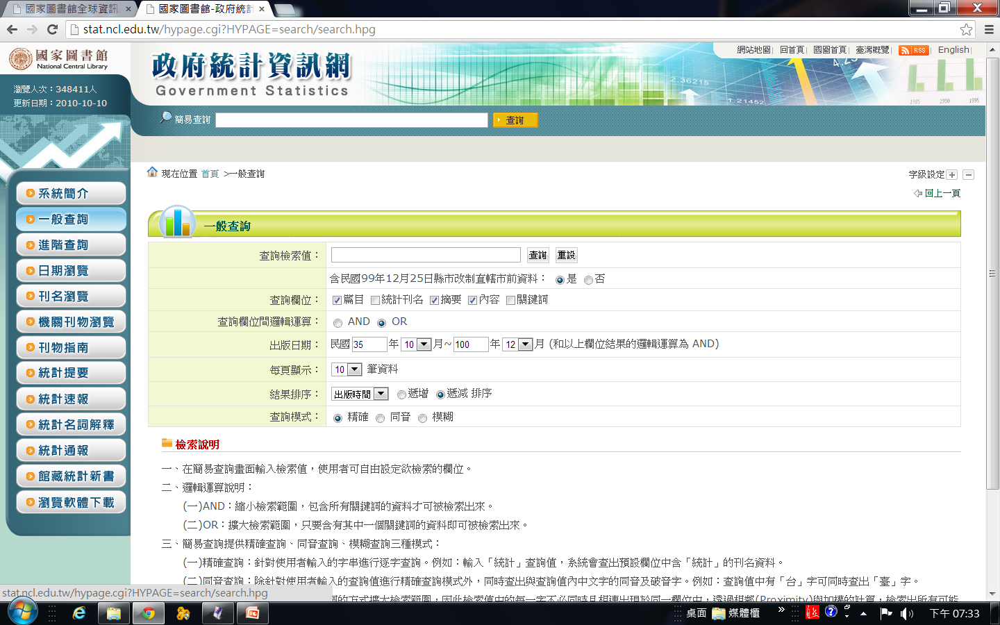 國家圖書館全球資訊
國家圖書館-政府統計
stat.ncl.edu.tw/hypage.cgi?HYPAGE=search/search.hpg
國家圖書館
National Central Library
瀏覽人次：348411人
更新日期：2010-10-10
政府統計資訊網
Government Statistics
網站地圖| 回首頁| 國圖首頁| 臺灣概覽| RSS | English|
2.36215
1.21452
1985 1990 1995
簡易查詢 查詢
現在位置 首頁 >一般查詢
字級設定
回上一頁
系統簡介
一般查詢
進階查詢
日期瀏覽
刊名瀏覽
機關刊物瀏覽
刊物指南
統計提要
統計速報
統計名詞解釋
統計通報
館藏統計新書
瀏覽軟體下載
一般查詢
查詢檢索值： 查詢 重設
含民國99年12月25日縣市改制直轄市前資料： 是 否
查詢欄位： 篇目 統計刊名 摘要 內容 關鍵詞
查詢欄位間邏輯運算： AND OR
出版日期： 民國 35 年 10 月~ 100 年 12 月 (和以上欄位結果的邏輯運算為 AND)
每頁顯示： 10 筆資料
結果排序： 出版時間 遞增 遞減 排序
查詢模式： 精確 同音 模糊
檢索說明
一、在簡易查詢畫面輸入檢索值，使用者可自由設定欲檢索的欄位。
二、邏輯運算說明：
(一)AND：縮小檢索範圍，包含所有關鍵詞的資料才可被檢索出來。
(二)OR：擴大檢索範圍，只要含有其中一個關鍵詞的資料即可被檢索出來。
三、簡易查詢提供精確查詢、同音查詢、模糊查詢三種模式：
(一)精確查詢：針對使用者輸入的字串進行逐字查詢。例如：輸入「統計」查詢值，系統會查出預設欄位中含「統計」的刊名資料。
(二)同音查詢：除針對使用者輸入的查詢值進行精確查詢模式外，同時查出與查詢值內中文字的同音及破音字。例如：查詢值中有「台」字可同時查出「臺」字。
的方式擴大檢索範圍，因此檢索值中的每一字不必同時且相連出現於同一欄位中，透過相鄰(Proximity)與加權的計算，檢索出所有可能
stat.ncl.edu.tw/hypage.cgi?HYPAGE=search/search.hpg
桌面 媒體櫃 » 下午 07:33